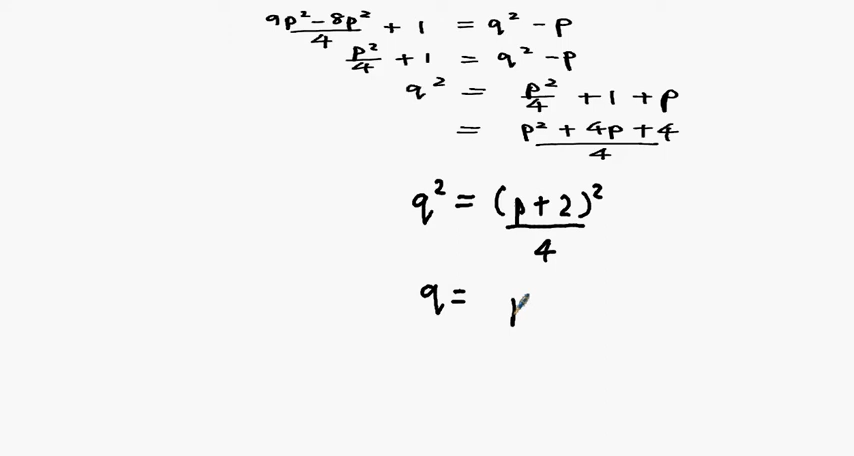 9p² - 8p² / 4 + 1 = q² - p
p² / 4 + 1 = q² - p
q² = p² / 4 + 1 + p
= p² + 4p + 4 / 4
q² = (p + 2)² / 4
q =